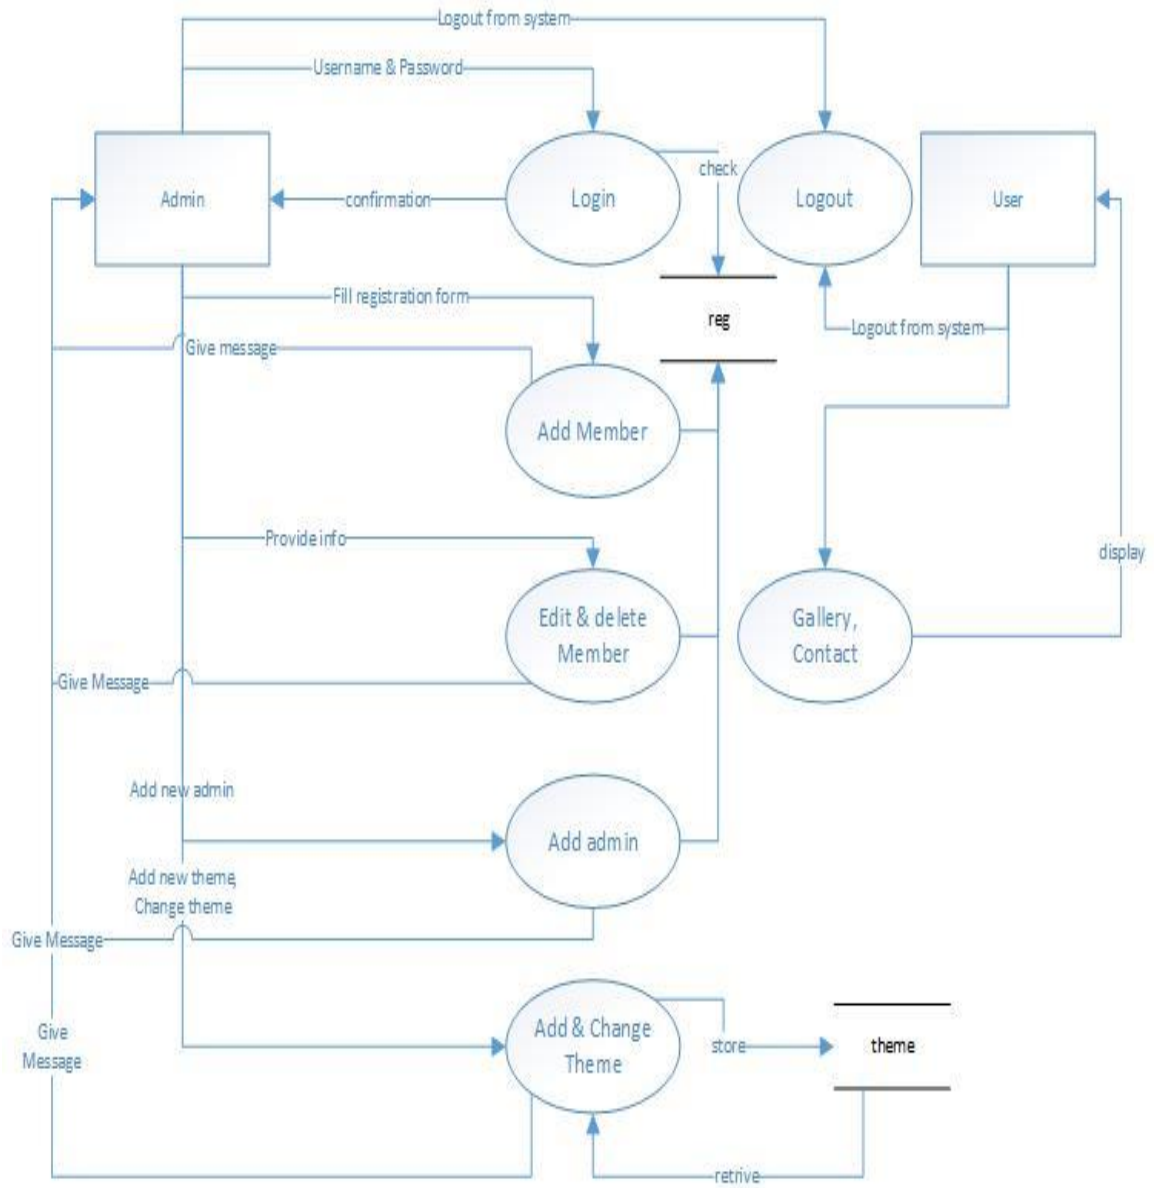 Logout from system
Username & Password
check
Admin
confirmation
Login
Logout
User
Fill registration form
reg
Logout from system
Give message
Add Member
Provide info
display
Edit & delete
Member
Gallery,
Contact
Give Message
Add new admin
Add admin
Add new theme,
Change theme
Give Message
Give
Message
Add & Change
Theme
store
theme
retrive